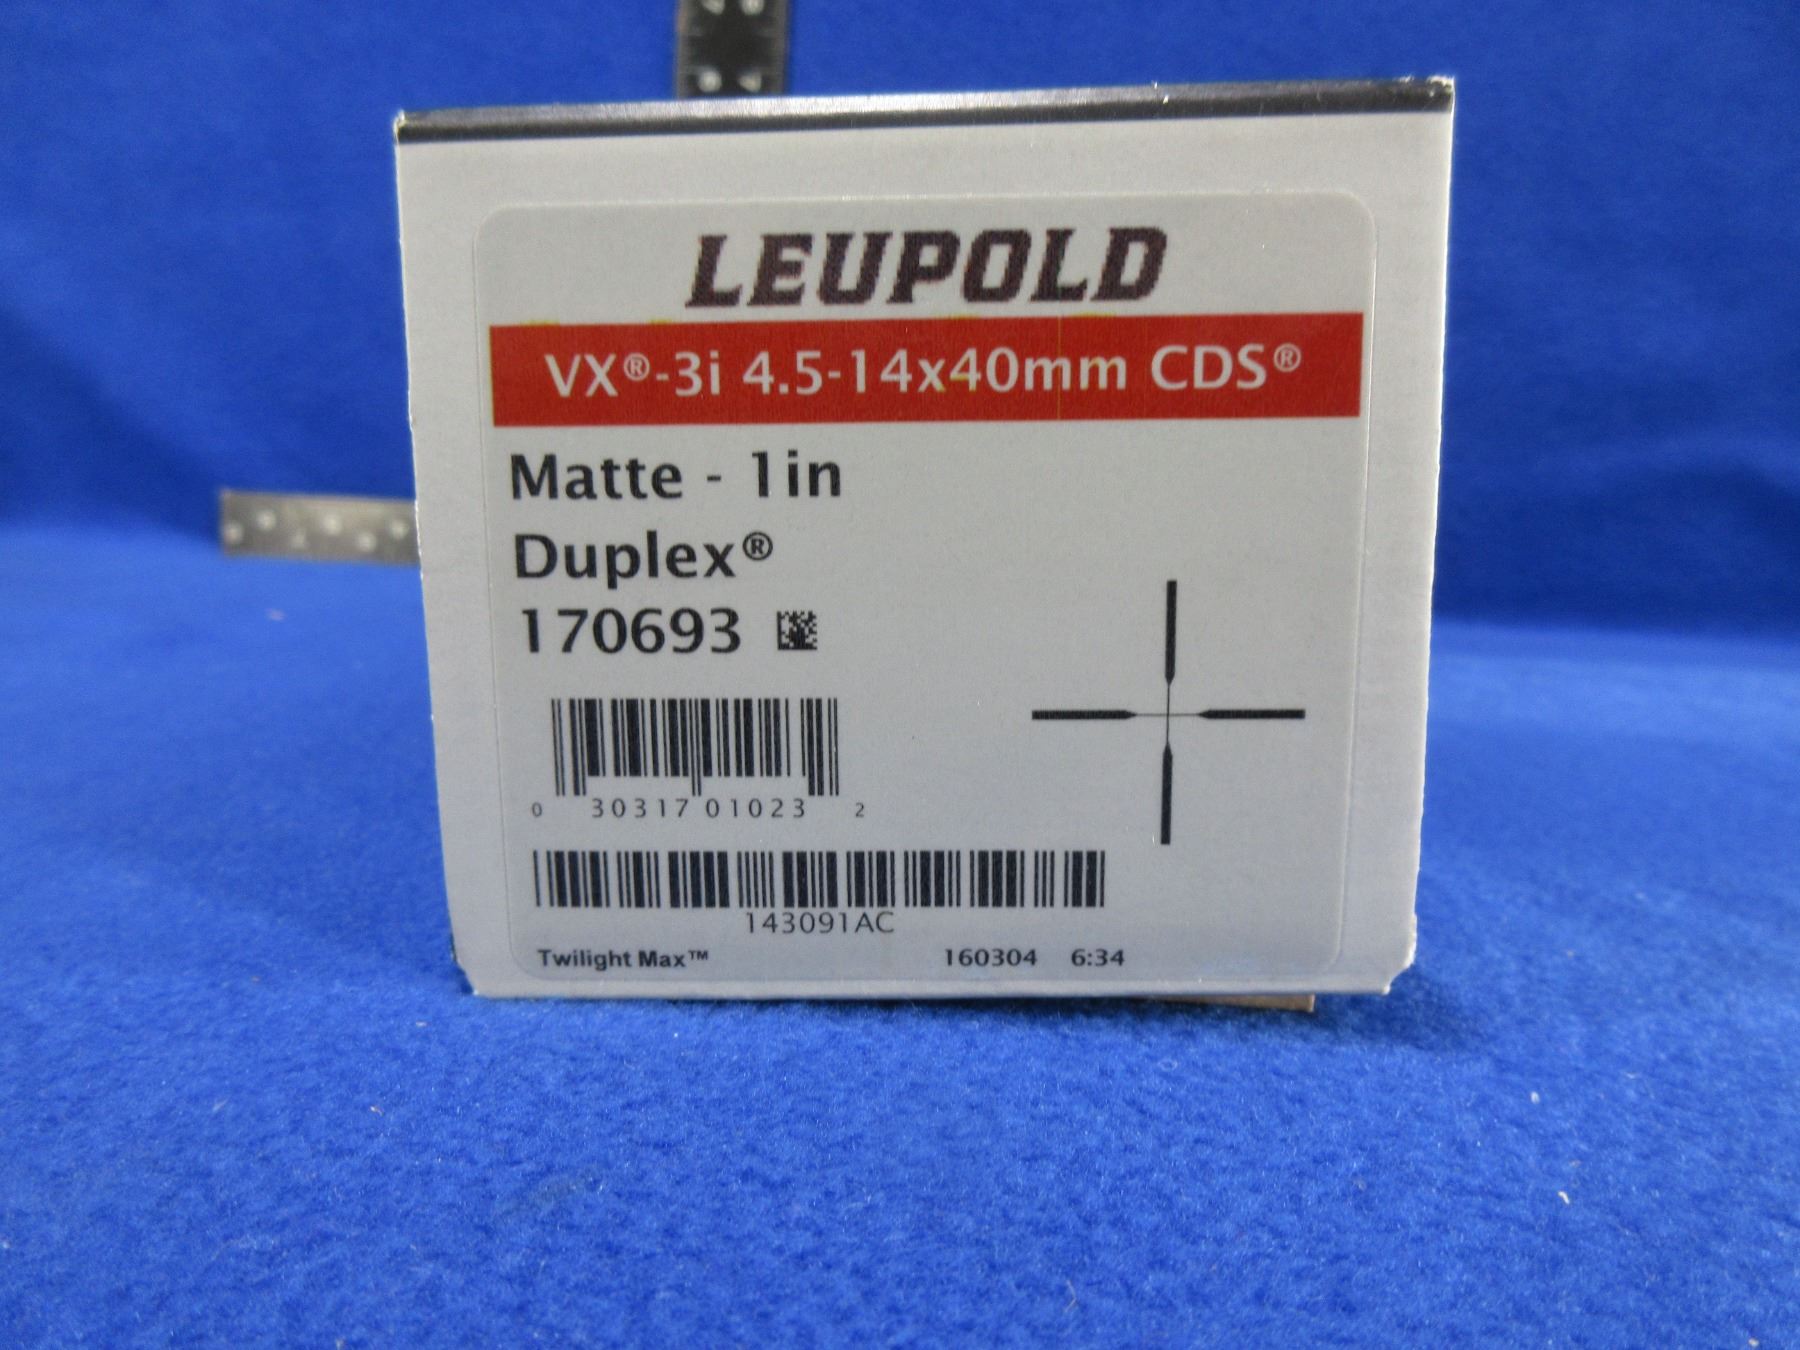 LEUPOLD
VX®-3i 4.5-14x40mm CDS®
Matte - 1in
Duplex®
170693
0 30317 01023 2
143091AC
Twilight Max™ 160304 6:34